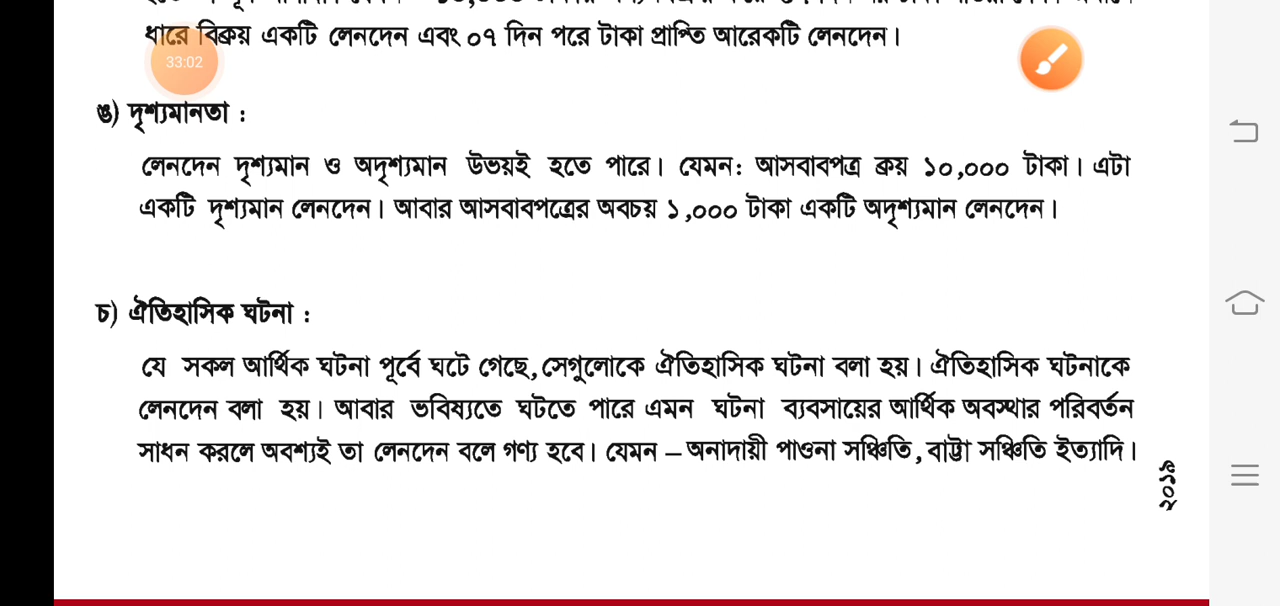 ধারে বিক্রয় একটি লেনদেন এবং ০৭ দিন পরে টাকা প্রাপ্তি আরেকটি লেনদেন।
33:02
ঙ) দৃশ্যমানতা :
লেনদেন দৃশ্যমান ও অদৃশ্যমান উভয়ই হতে পারে। যেমন: আসবাবপত্র ক্রয় ১০,০০০ টাকা। এটা
একটি দৃশ্যমান লেনদেন। আবার আসবাবপত্রের অবচয় ১,০০০ টাকা একটি অদৃশ্যমান লেনদেন।
চ) ঐতিহাসিক ঘটনা :
যে সকল আর্থিক ঘটনা পূর্বে ঘটে গেছে,সেগুলোকে ঐতিহাসিক ঘটনা বলা হয়। ঐতিহাসিক ঘটনাকে
লেনদেন বলা হয়। আবার ভবিষ্যতে ঘটতে পারে এমন ঘটনা ব্যবসায়ের আর্থিক অবস্থার পরিবর্তন
সাধন করলে অবশ্যই তা লেনদেন বলে গণ্য হবে। যেমন – অনাদায়ী পাওনা সঞ্চিতি,বাট্টা সঞ্চিতি ইত্যাদি।
২০১৯